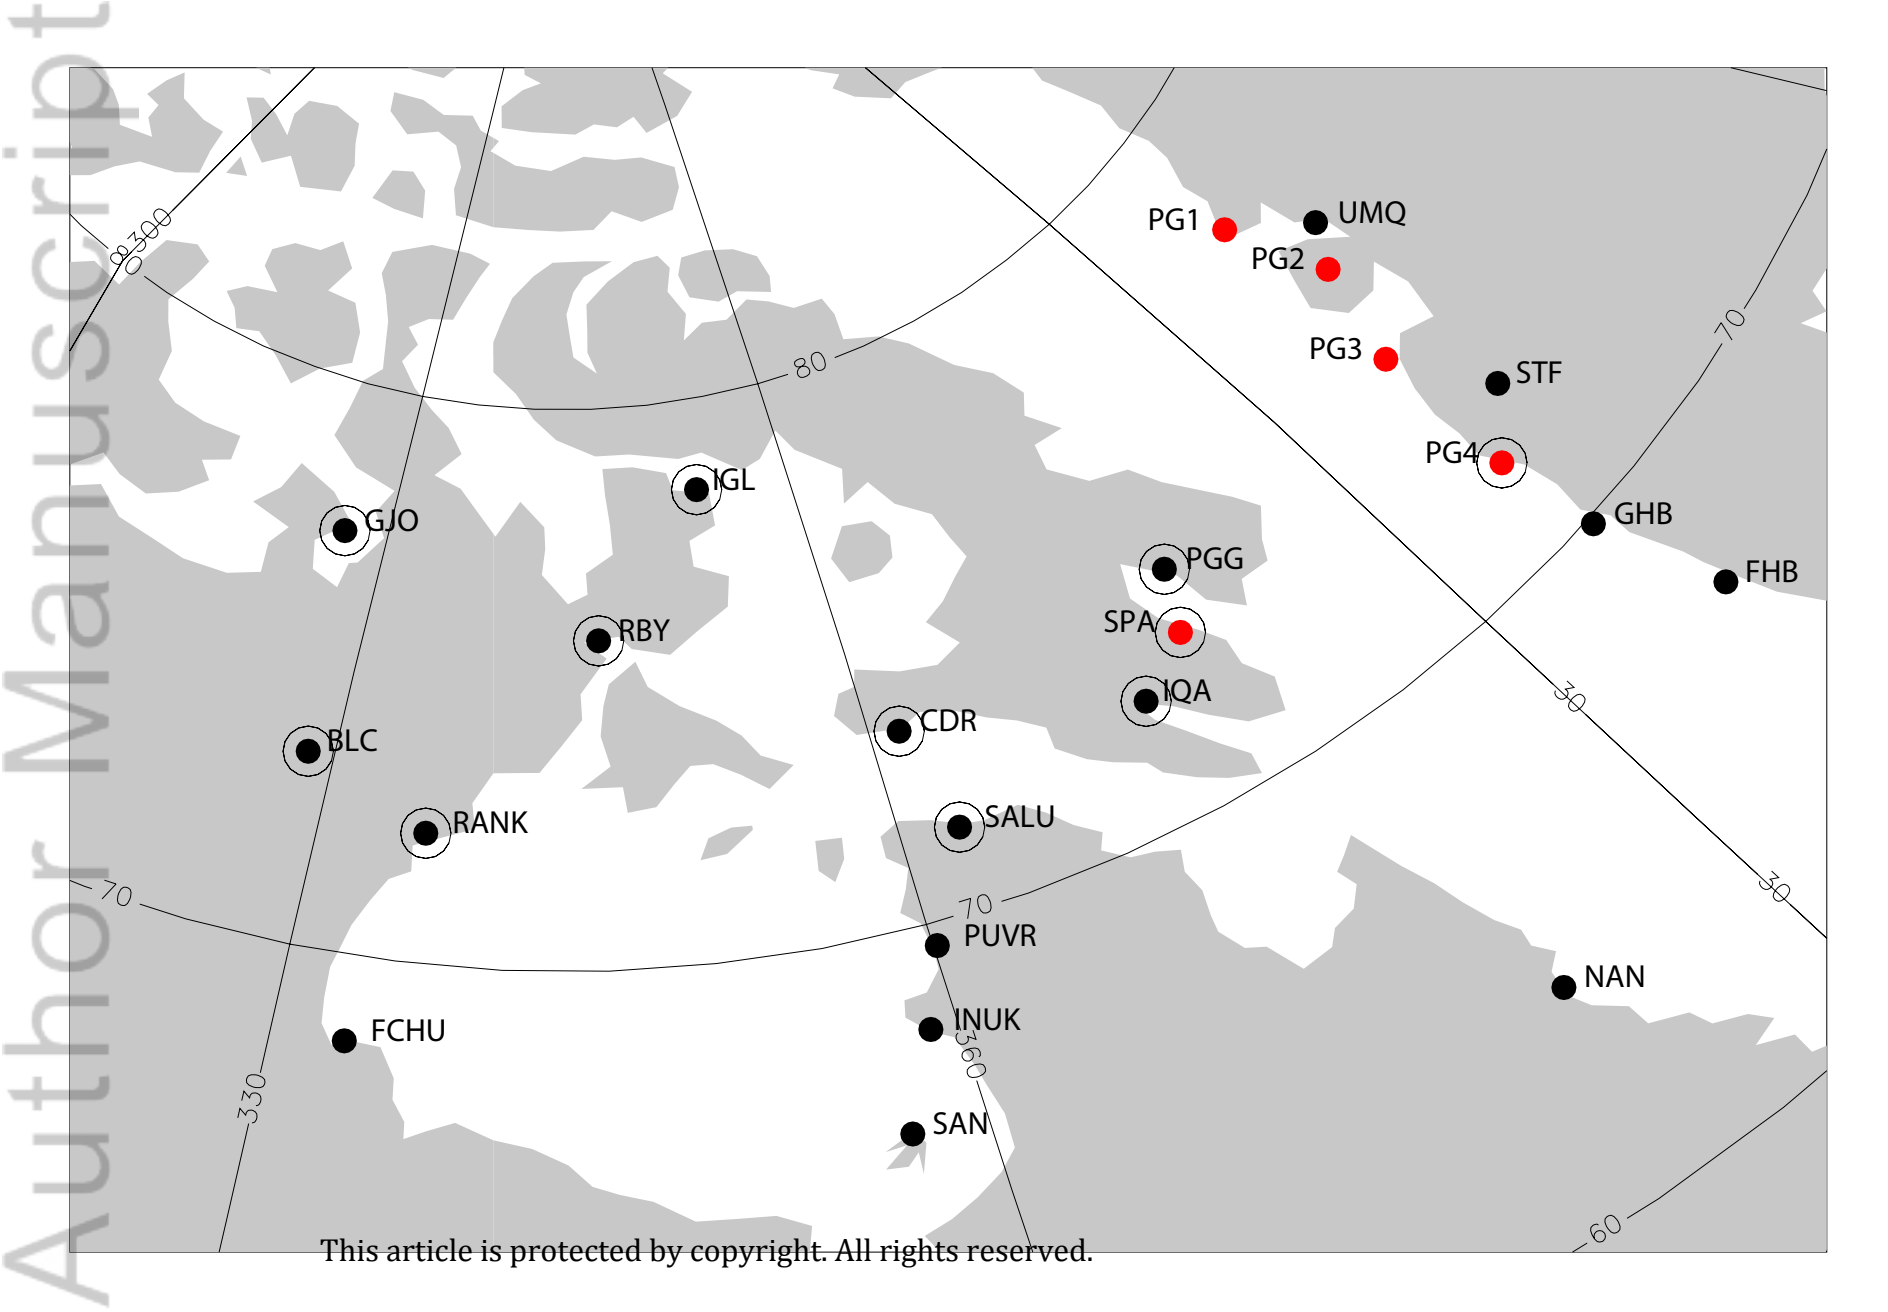 Author Manuscript
300
80
UMQ
PG1
PG2
70
PG3
80
STF
PG4
IGL
GJO
GHB
PGG
FHB
SPA
RBY
IQA
30
CDR
BLC
SALU
RANK
30
70
70
PUVR
NAN
INUK
FCHU
360
330
SAN
60
This article is protected by copyright. All rights reserved.